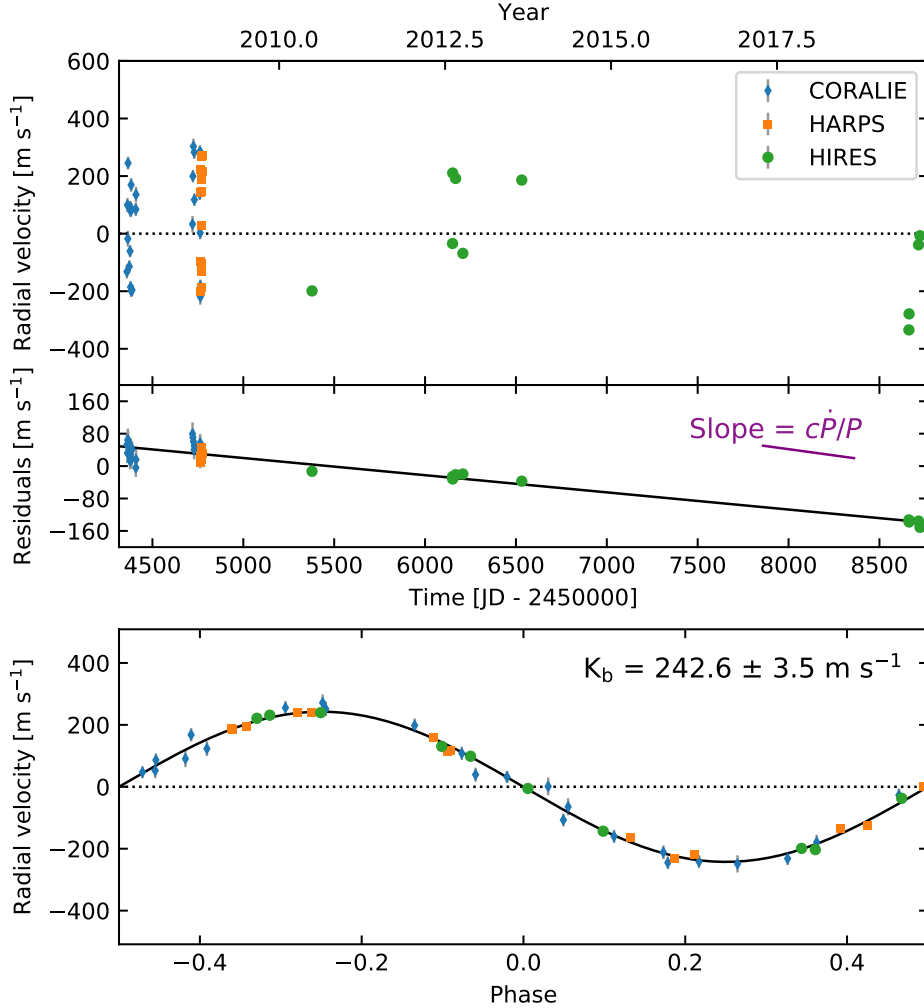 Year
2010.0 2012.5 2015.0 2017.5
Radial velocity [m s⁻¹]
600
400
200
0
−200
−400
CORALIE
HARPS
HIRES
Residuals [m s⁻¹]
160
80
0
−80
−160
Slope = cṖ/P
4500 5000 5500 6000 6500 7000 7500 8000 8500
Time [JD - 2450000]
Radial velocity [m s⁻¹]
400
200
0
−200
−400
K_b = 242.6 ± 3.5 m s⁻¹
−0.4 −0.2 0.0 0.2 0.4
Phase